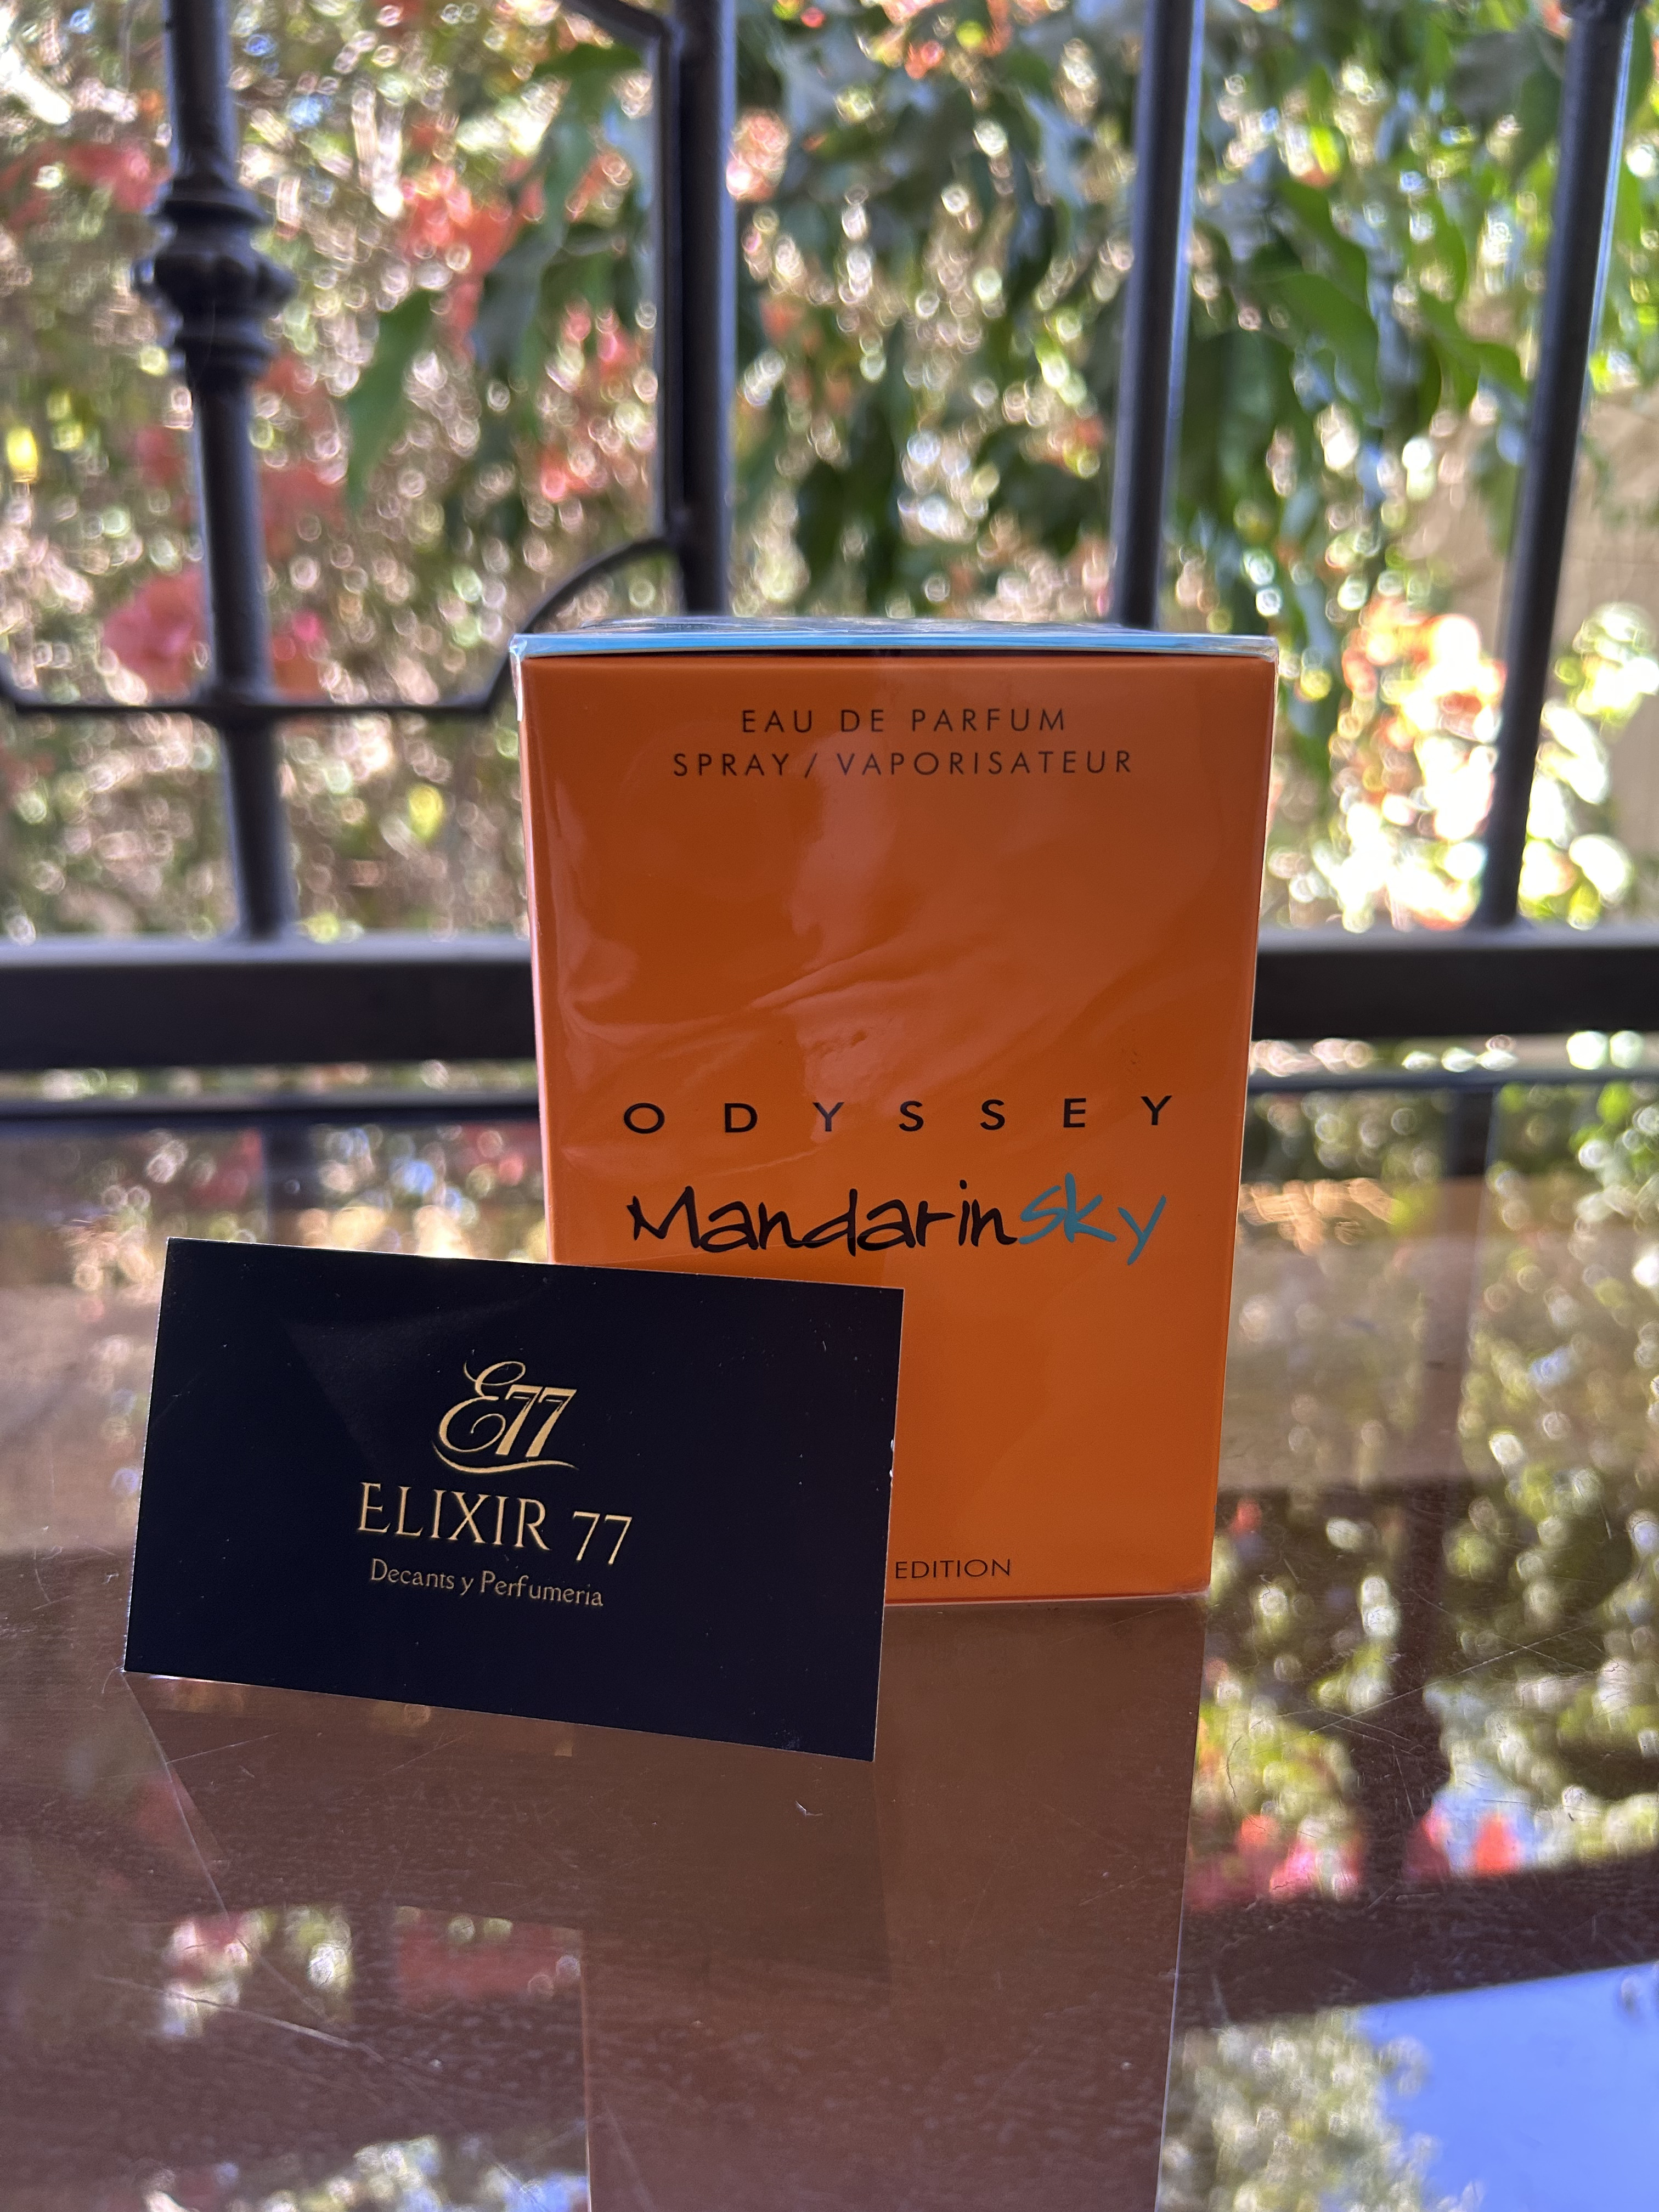 EAU DE PARFUM
SPRAY / VAPORISATEUR
ODYSSEY
Mandarinsky
EDITION
E77
ELIXIR 77
Decants y Perfumeria